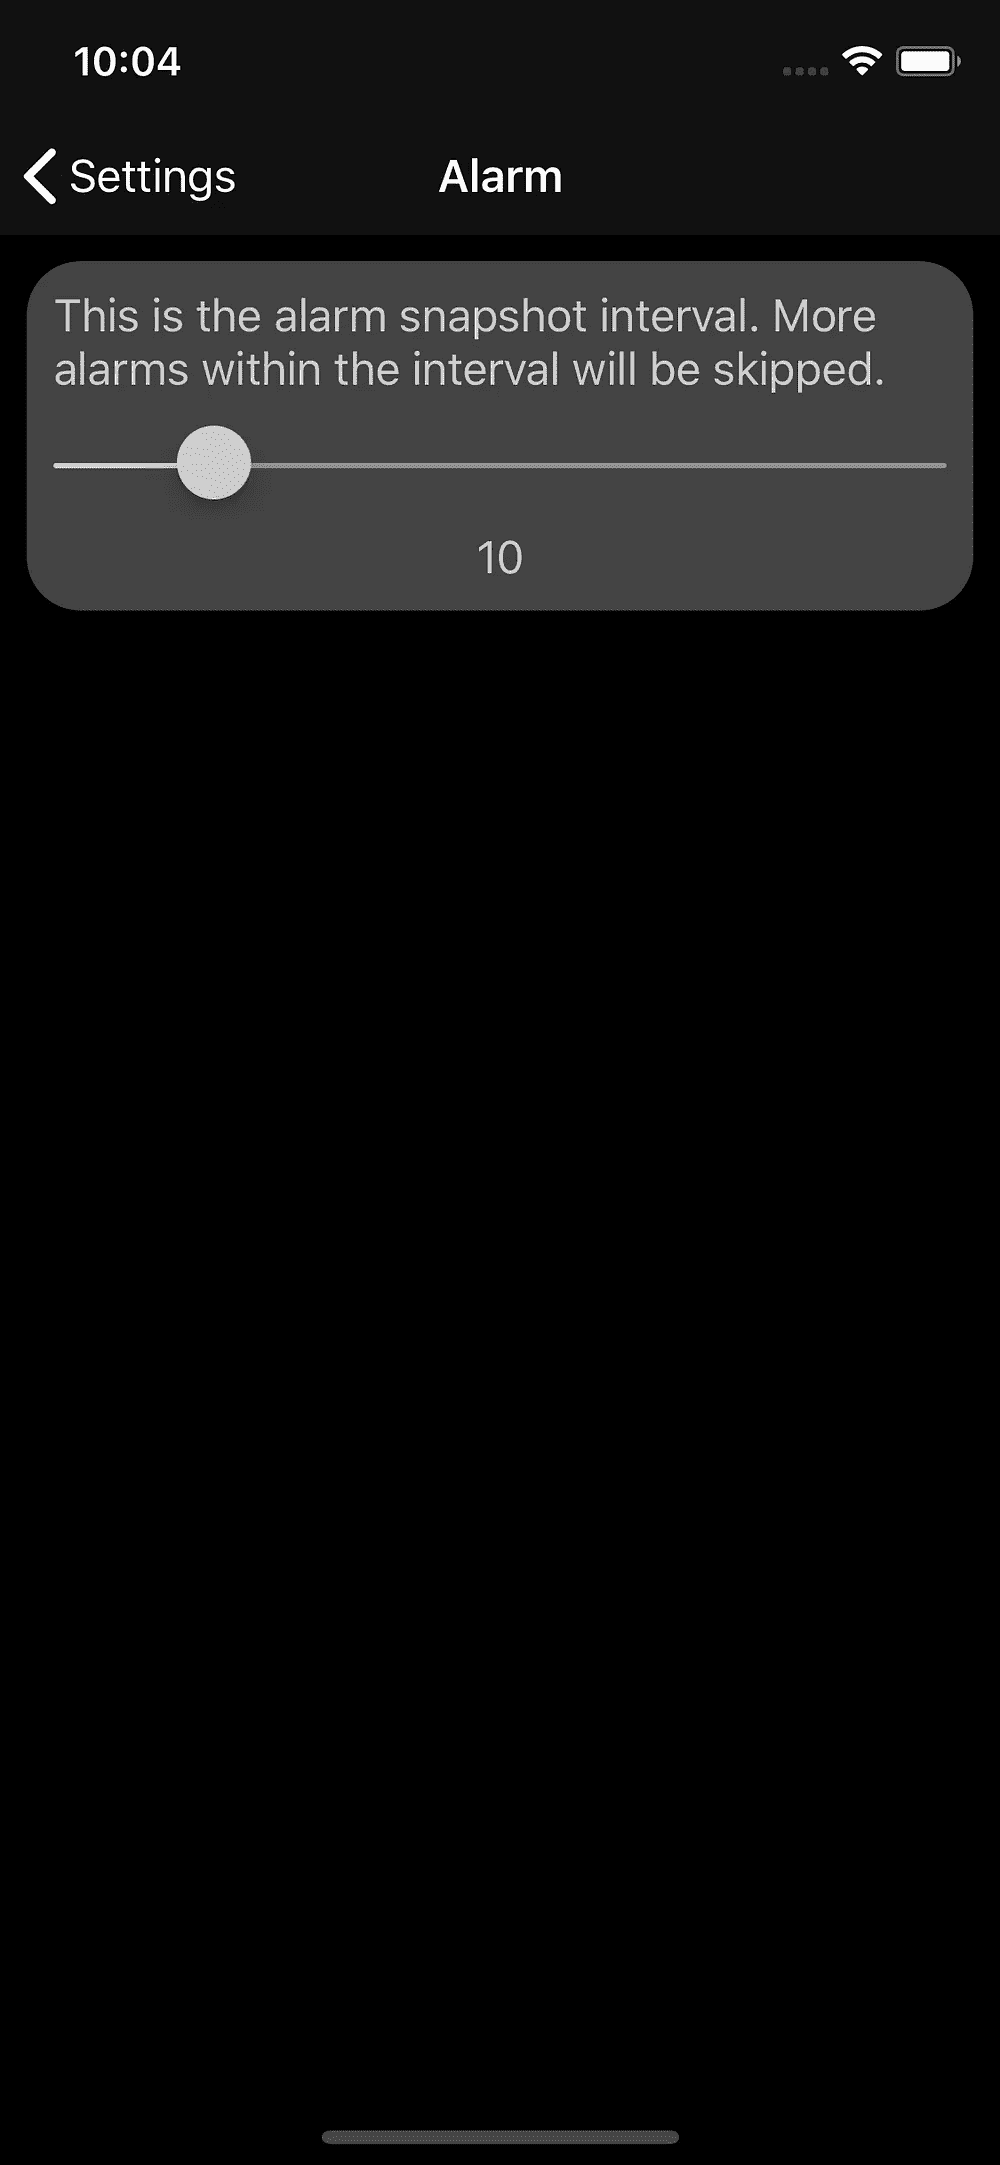 10:04
Settings
Alarm
This is the alarm snapshot interval. More
alarms within the interval will be skipped.
10